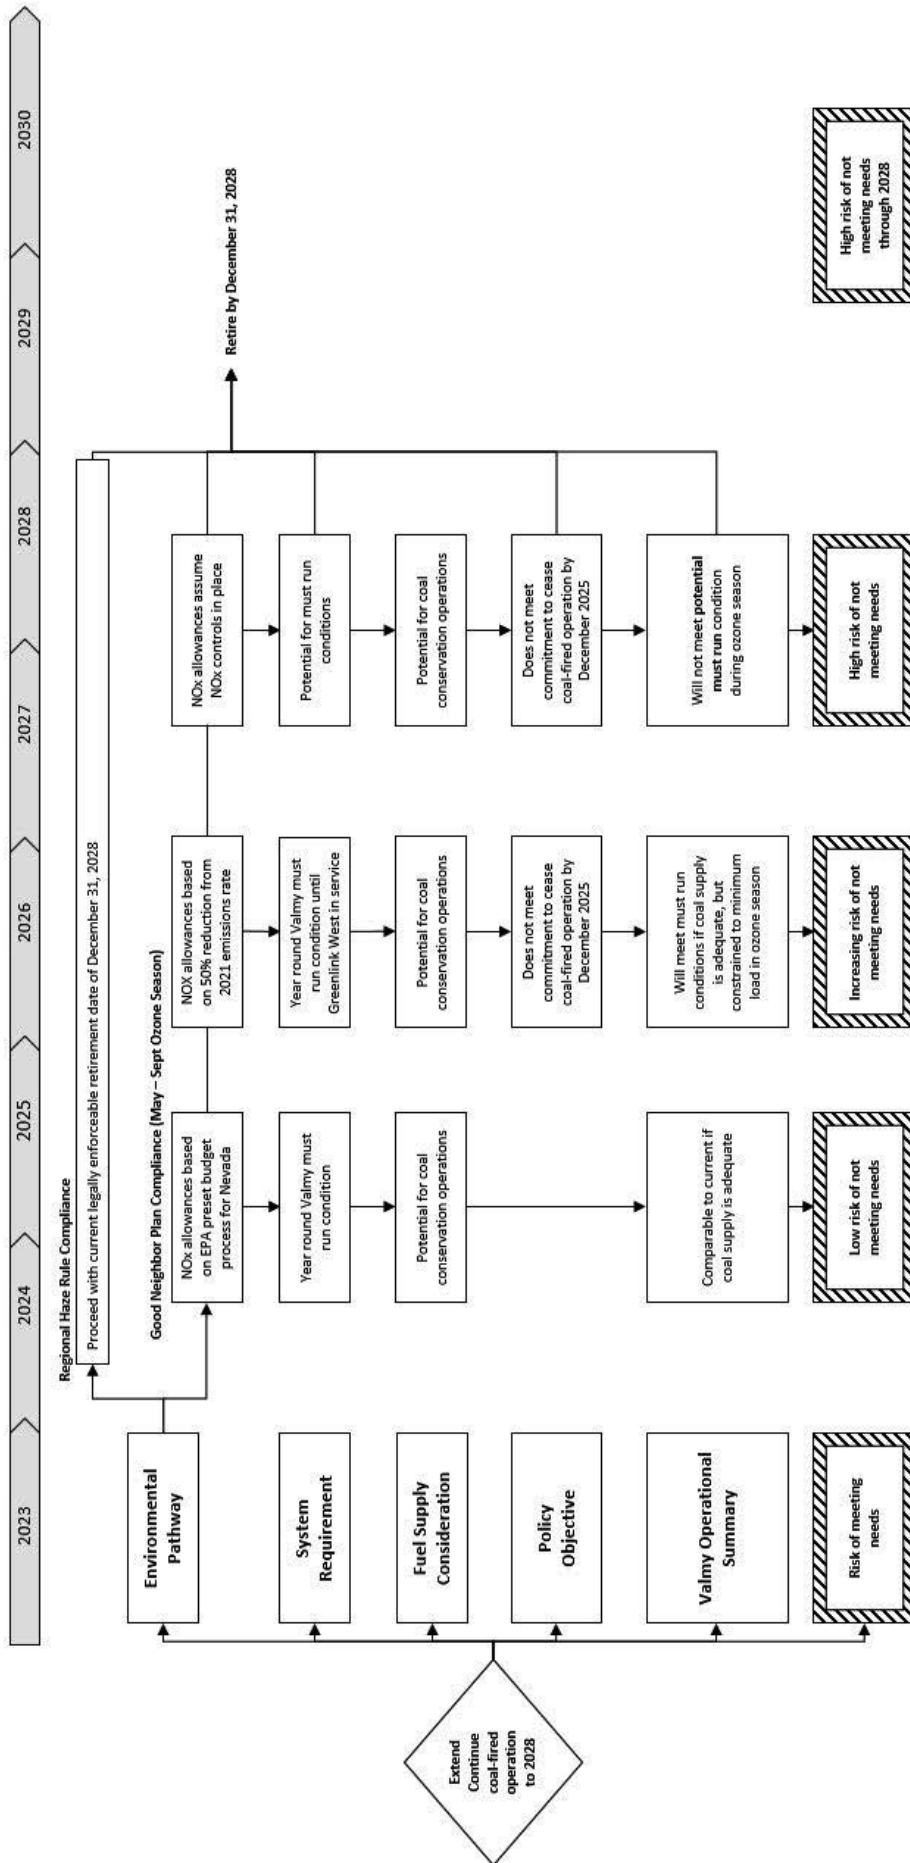 2023
2024
2025
2026
2027
2028
2029
2030
Regional Haze Rule Compliance
Proceed with current legally enforceable retirement date of December 31, 2028
Good Neighbor Plan Compliance (May – Sept Ozone Season)
Extend
Continue
coal-fired
operation
to 2028
Environmental
Pathway
NOx allowances based
on EPA preset budget
process for Nevada
NOX allowances based
on 50% reduction from
2021 emissions rate
NOx allowances assume
NOx controls in place
Retire by December 31, 2028
System
Requirement
Year round Valmy must
run condition
Year round Valmy must
run condition until
Greenlink West in service
Potential for must run
conditions
Fuel Supply
Consideration
Potential for coal
conservation operations
Potential for coal
conservation operations
Potential for coal
conservation operations
Policy
Objective
Does not meet
commitment to cease
coal-fired operation by
December 2025
Does not meet
commitment to cease
coal-fired operation by
December 2025
Valmy Operational
Summary
Comparable to current if
coal supply is adequate
Will meet must run
conditions if coal supply
is adequate, but
constrained to minimum
load in ozone season
Will not meet potential
must run condition
during ozone season
Risk of meeting
needs
Low risk of not
meeting needs
Increasing risk of not
meeting needs
High risk of not
meeting needs
High risk of not
meeting needs
through 2028